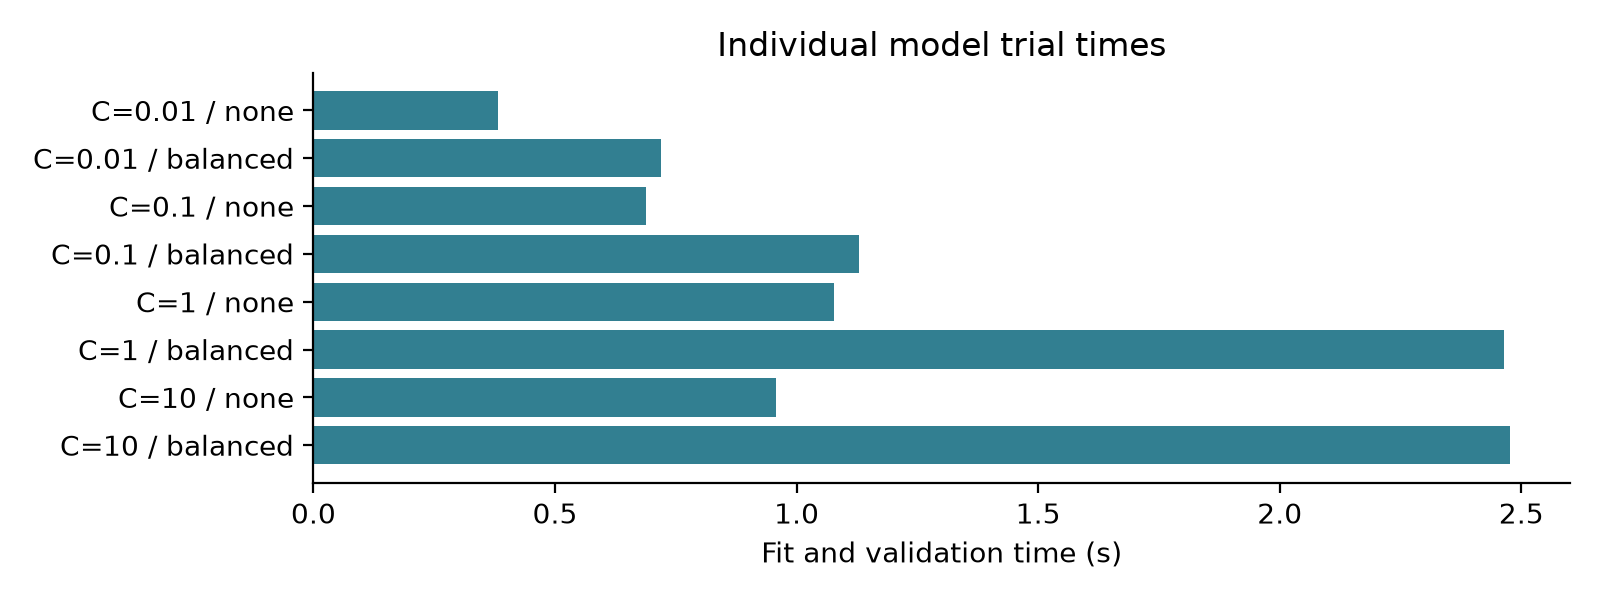 Individual model trial times
C=0.01 / none
C=0.01 / balanced
C=0.1 / none
C=0.1 / balanced
C=1 / none
C=1 / balanced
C=10 / none
C=10 / balanced
0.0 0.5 1.0 1.5 2.0 2.5
Fit and validation time (s)